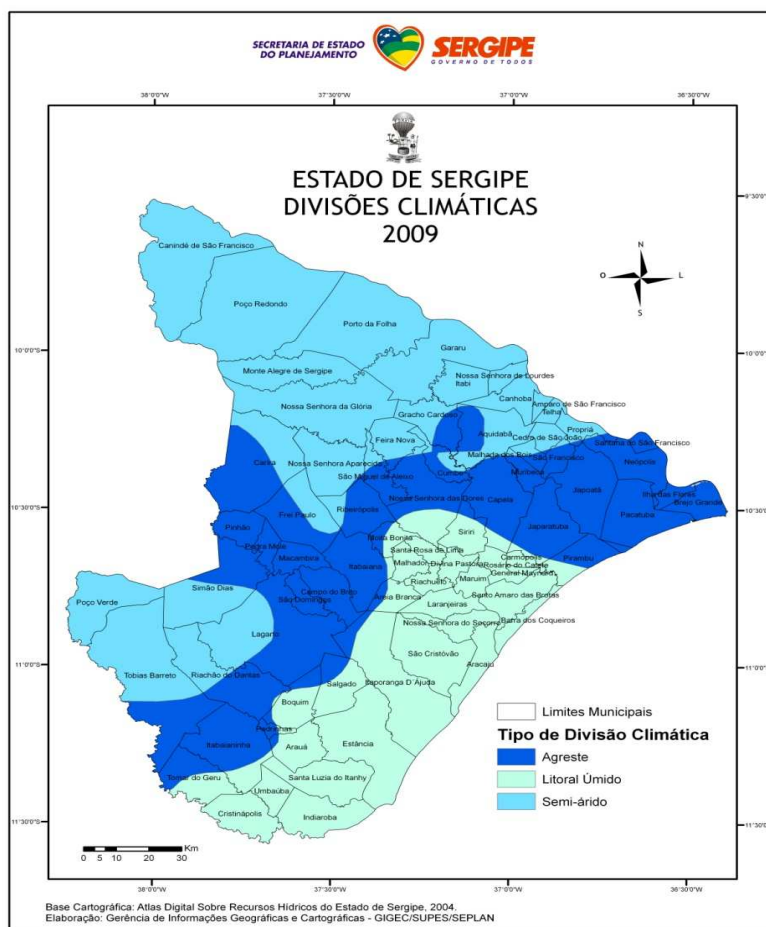 SECRETARIA DE ESTADO
DO PLANEJAMENTO
SERGIPE
GOVERNO DE TODOS
38°0'0"W
37°30'0"W
37°0'0"W
36°30'0"W
ESTADO DE SERGIPE
DIVISÕES CLIMÁTICAS
2009
9°30'0"S
N
O
L
S
Canindé de São Francisco
Poço Redondo
Porto da Folha
10°0'0"S
10°0'0"S
Gararu
Monte Alegre de Sergipe
Nossa Senhora de Lourdes
Itabi
Canhoba
Nossa Senhora da Glória
Amparo de São Francisco
Telha
Gracho Cardoso
Propriá
Aquidabã
Feira Nova
Cedro de São João
Santana do São Francisco
Malhada dos Bois
São Francisco
Neópolis
Carira
Nossa Senhora Aparecida
São Miguel do Aleixo
Cumbe
Muribeca
Japoatã
Ilha das Flores
Brejo Grande
Nossa Senhora das Dores
Capela
10°30'0"S
10°30'0"S
Ribeirópolis
Frei Paulo
Pacatuba
Pinhão
Japaratuba
Siriri
Moita Bonita
Pedra Mole
Santa Rosa de Lima
Carmópolis
Pirambu
Macambira
Itabaiana
Malhador
Divina Pastora
Rosário do Catete
General Maynard
Riachuelo
Maruim
Simão Dias
Campo do Brito
São Domingos
Areia Branca
Santo Amaro das Brotas
Poço Verde
Laranjeiras
Nossa Senhora do Socorro
Barra dos Coqueiros
Lagarto
São Cristóvão
Aracaju
11°0'0"S
11°0'0"S
Tobias Barreto
Riachão do Dantas
Salgado
Itaporanga D´Ajuda
Boquim
Pedrinhas
Itabaianinha
Arauá
Estância
Tomar do Geru
Santa Luzia do Itanhy
Umbaúba
Cristinápolis
Indiaroba
Limites Municipais
Tipo de Divisão Climática
Agreste
Litoral Úmido
Semi-árido
11°30'0"S
11°30'0"S
Km
0 5 10 20 30
38°0'0"W
37°30'0"W
37°0'0"W
36°30'0"W
Base Cartográfica: Atlas Digital Sobre Recursos Hídricos do Estado de Sergipe, 2004.
Elaboração: Gerência de Informações Geográficas e Cartográficas - GIGEC/SUPES/SEPLAN